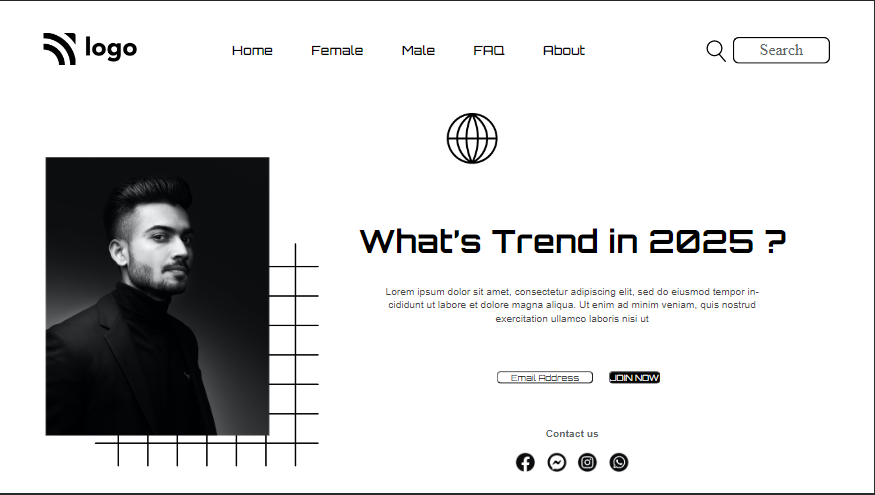 logo
Home Female Male FAQ About
Search
What's Trend in 2025 ?
Lorem ipsum dolor sit amet, consectetur adipiscing elit, sed do eiusmod tempor in-
cididunt ut labore et dolore magna aliqua. Ut enim ad minim veniam, quis nostrud
exercitation ullamco laboris nisi ut
Email Address
JOIN NOW
Contact us